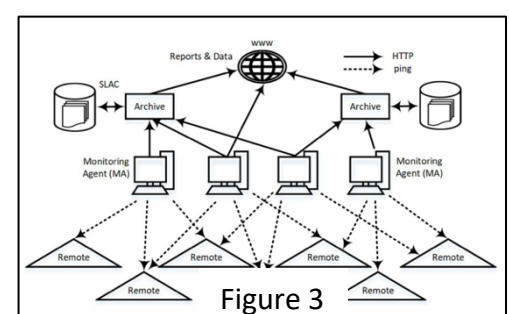 www
Reports & Data
HTTP
ping
SLAC
Archive
Archive
Monitoring
Agent (MA)
Monitoring
Agent (MA)
Remote
Remote
Remote
Remote
Remote
Remote
Figure 3